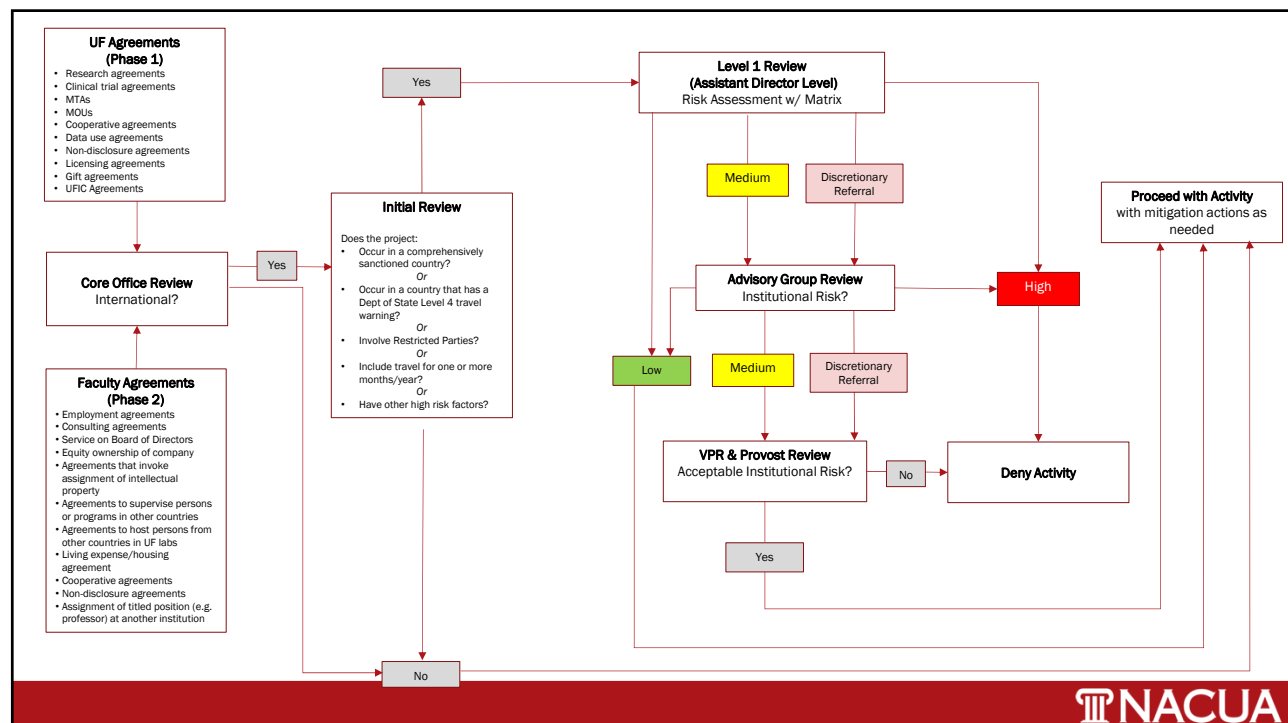 UF Agreements
(Phase 1)
• Research agreements
• Clinical trial agreements
• MTAs
• MOUs
• Cooperative agreements
• Data use agreements
• Non-disclosure agreements
• Licensing agreements
• Gift agreements
• UFIC Agreements
Core Office Review
International?
Faculty Agreements
(Phase 2)
• Employment agreements
• Consulting agreements
• Service on Board of Directors
• Equity ownership of company
• Agreements that invoke
assignment of intellectual
property
• Agreements to supervise persons
or programs in other countries
• Agreements to host persons from
other countries in UF labs
• Living expense/housing
agreement
• Cooperative agreements
• Non-disclosure agreements
• Assignment of titled position (e.g.
professor) at another institution
Yes
Yes
Initial Review
Does the project:
• Occur in a comprehensively
sanctioned country?
Or
• Occur in a country that has a
Dept of State Level 4 travel
warning?
Or
• Involve Restricted Parties?
Or
• Include travel for one or more
months/year?
Or
• Have other high risk factors?
No
Level 1 Review
(Assistant Director Level)
Risk Assessment w/ Matrix
Medium
Discretionary
Referral
Advisory Group Review
Institutional Risk?
High
Low
Medium
Discretionary
Referral
VPR & Provost Review
Acceptable Institutional Risk?
No
Deny Activity
Yes
Proceed with Activity
with mitigation actions as
needed
NACUA